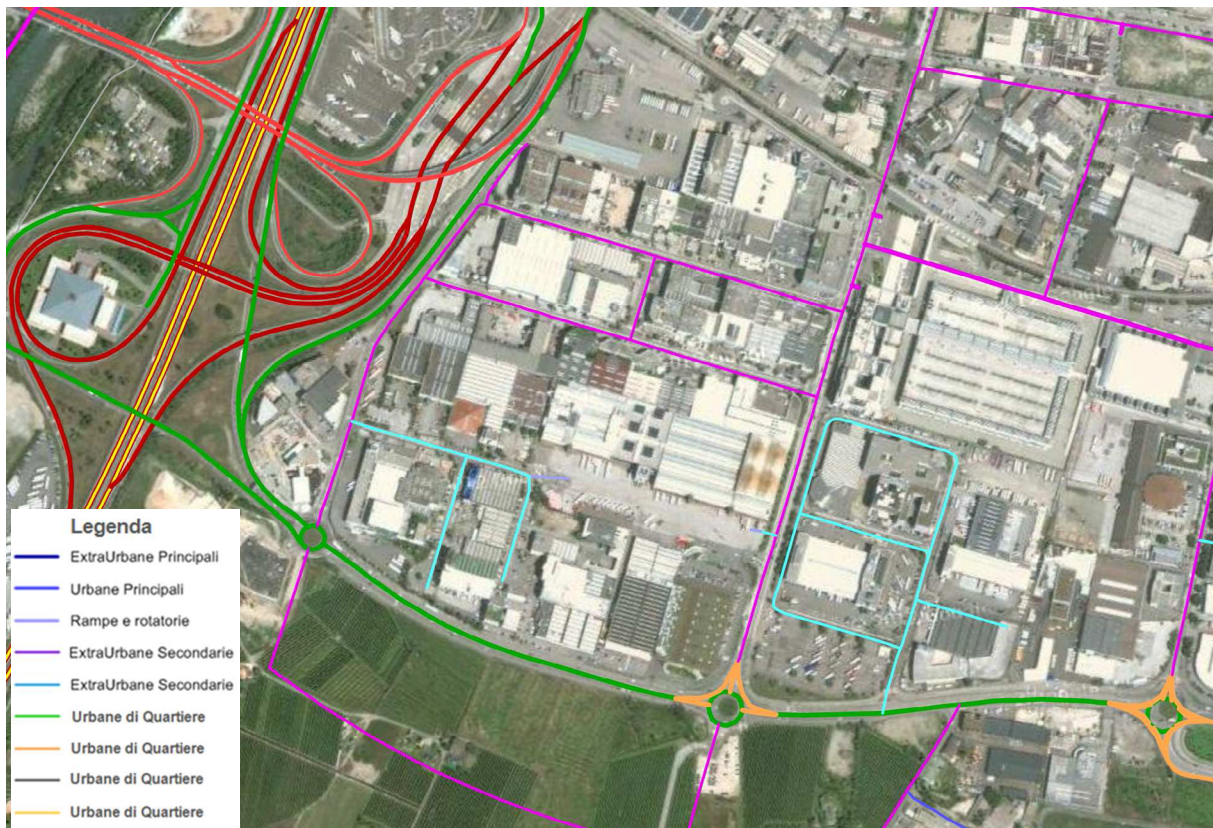 Legenda
ExtraUrbane Principali
Urbane Principali
Rampe e rotatorie
ExtraUrbane Secondarie
ExtraUrbane Secondarie
Urbane di Quartiere
Urbane di Quartiere
Urbane di Quartiere
Urbane di Quartiere